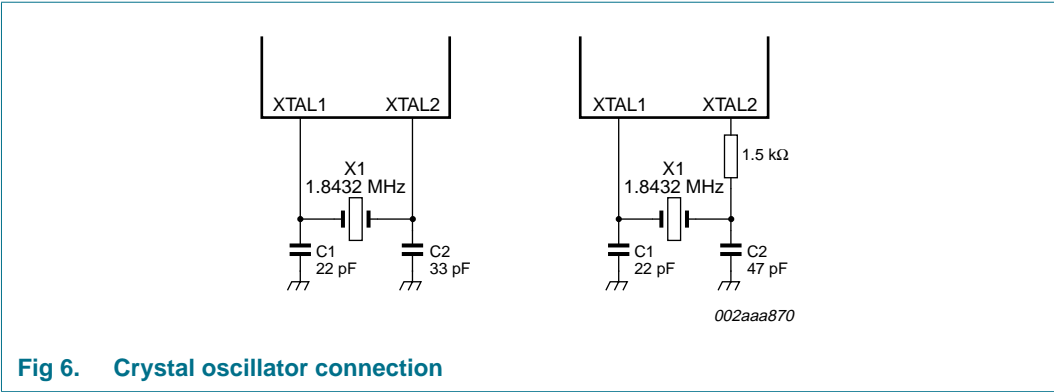 XTAL1 XTAL2
X1
1.8432 MHz
C1
22 pF
C2
33 pF
XTAL1 XTAL2
1.5 kΩ
X1
1.8432 MHz
C1
22 pF
C2
47 pF
002aaa870
Fig 6. Crystal oscillator connection